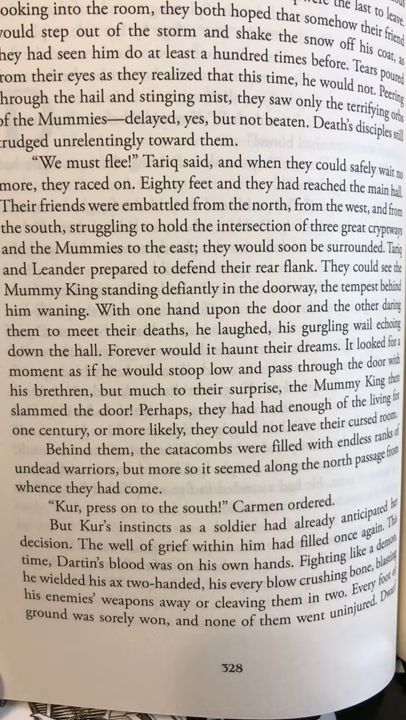 were the last to leave.
ooking into the room, they both hoped that somehow their friend
ould step out of the storm and shake the snow off his coat, as
hey had seen him do at least a hundred times before. Tears poured
rom their eyes as they realized that this time, he would not. Peering
hrough the hail and stinging mist, they saw only the terrifying orbs
of the Mummies—delayed, yes, but not beaten. Death's disciples still
trudged unrelentingly toward them.
"We must flee!" Tariq said, and when they could safely wait no
more, they raced on. Eighty feet and they had reached the main hall.
Their friends were embattled from the north, from the west, and from
the south, struggling to hold the intersection of three great cryptways
and the Mummies to the east; they would soon be surrounded. Tariq
and Leander prepared to defend their rear flank. They could see the
Mummy King standing defiantly in the doorway, the tempest behind
him waning. With one hand upon the door and the other daring
them to meet their deaths, he laughed, his gurgling wail echoing
down the hall. Forever would it haunt their dreams. It looked for a
moment as if he would stoop low and pass through the door with
his brethren, but much to their surprise, the Mummy King then
slammed the door! Perhaps, they had had enough of the living for
one century, or more likely, they could not leave their cursed room.
Behind them, the catacombs were filled with endless ranks of
undead warriors, but more so it seemed along the north passage from
whence they had come.
"Kur, press on to the south!" Carmen ordered.
But Kur's instincts as a soldier had already anticipated her
decision. The well of grief within him had filled once again. This
time, Dartin's blood was on his own hands. Fighting like a demon,
he wielded his ax two-handed, his every blow crushing bone, blasting
his enemies' weapons away or cleaving them in two. Every foot of
ground was sorely won, and none of them went uninjured.
328